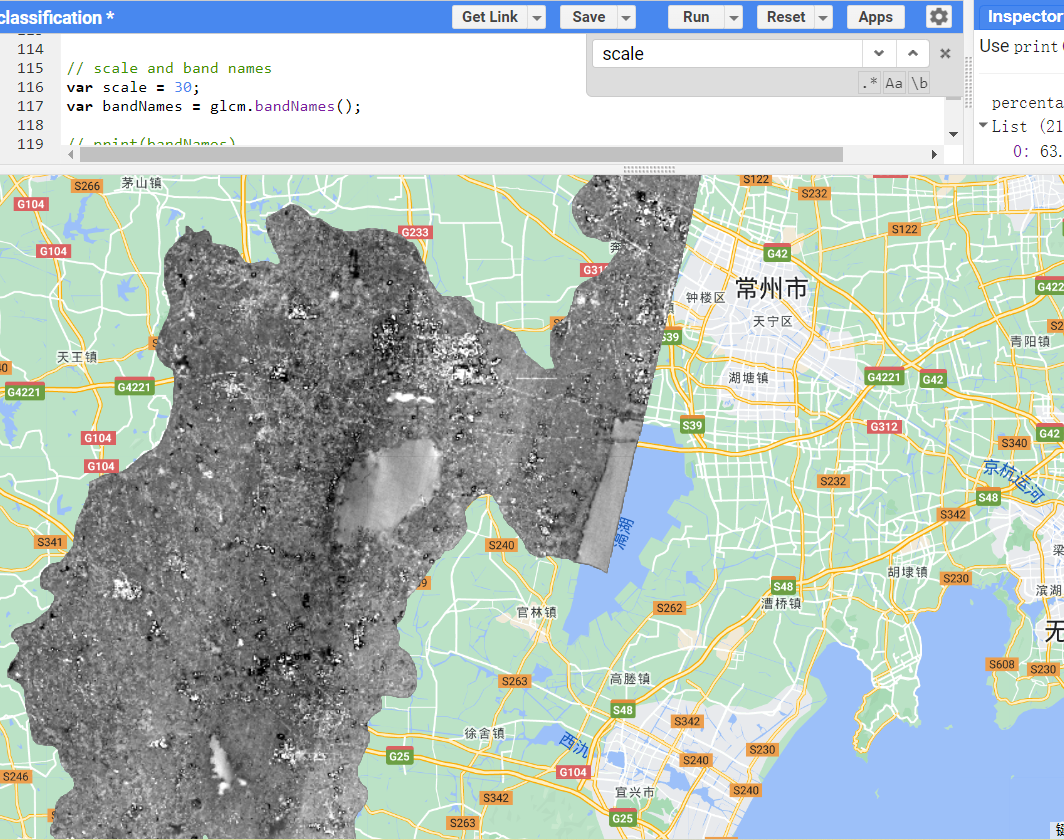 classification *
Get Link
Save
Run
Reset
Apps
Inspector
114
115 // scale and band names
116 var scale = 30;
117 var bandNames = glcm.bandNames();
118
119 // print(bandNames)
scale
.* Aa \b
Use print
percenta
List (21
0: 63.
S266
茅山镇
S122
S232
G104
G233
S122
G104
奔
G42
G31
钟楼区
常州市
G422
天宁区
S39
青阳镇
天王镇
G4221
G4221
湖塘镇
G4221
G42
S39
G312
G42
G104
S340
G104
京杭运河
S232
S48
S342
滆湖
S341
S240
胡埭镇
S230
S48
漕桥镇
滨湖
官林镇
S262
无
S608
S230
高塍镇
S263
S48
S342
徐舍镇
西氿
S230
G25
S240
G104
S246
宜兴市
S240
S342
S263
G25